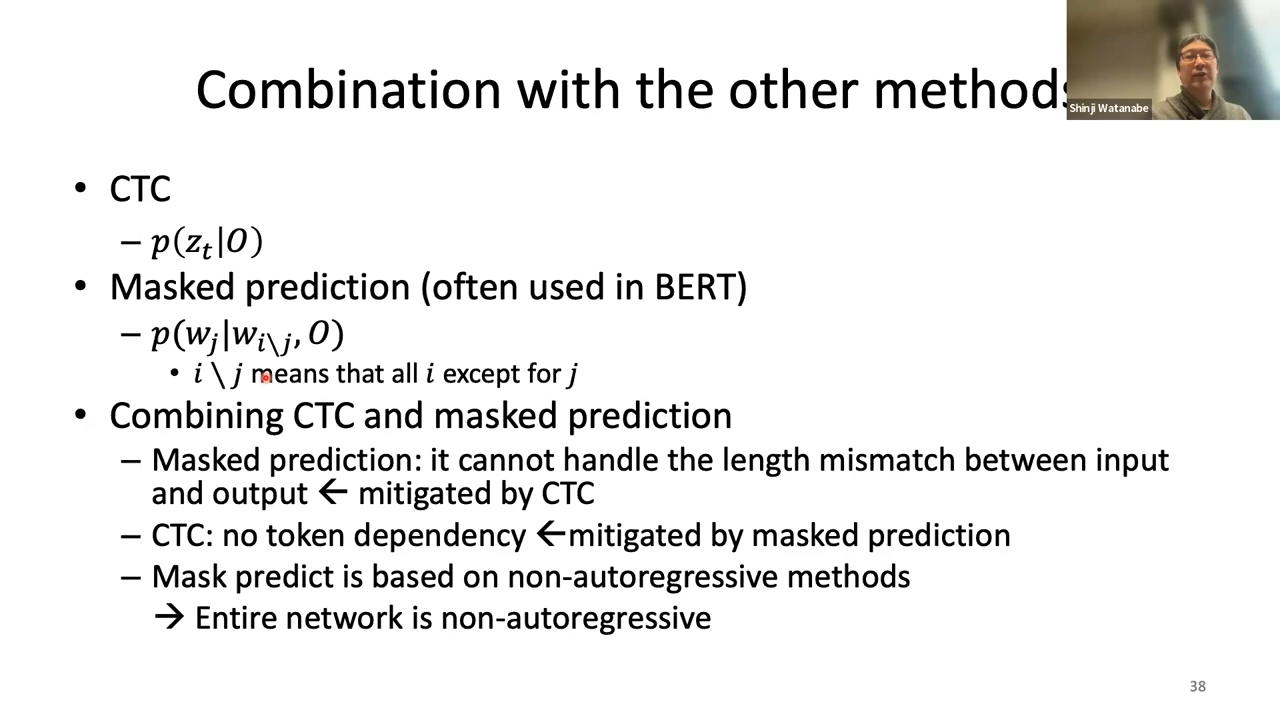 Combination with the other methods
Shinji Watanabe
• CTC
– p(z_t|O)
• Masked prediction (often used in BERT)
– p(w_j|w_{i\j}, O)
• i \ j means that all i except for j
• Combining CTC and masked prediction
– Masked prediction: it cannot handle the length mismatch between input
and output ← mitigated by CTC
– CTC: no token dependency ←mitigated by masked prediction
– Mask predict is based on non-autoregressive methods
→ Entire network is non-autoregressive
38